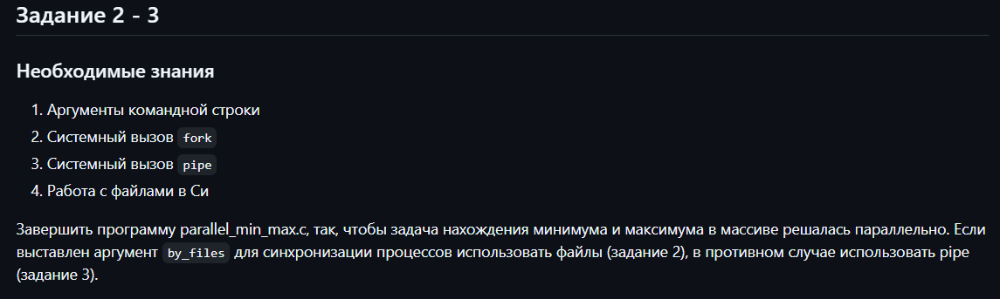 Задание 2 - 3
Необходимые знания
1. Аргументы командной строки
2. Системный вызов fork
3. Системный вызов pipe
4. Работа с файлами в Си
Завершить программу parallel_min_max.c, так, чтобы задача нахождения минимума и максимума в массиве решалась параллельно. Если
выставлен аргумент by_files для синхронизации процессов использовать файлы (задание 2), в противном случае использовать pipe
(задание 3).